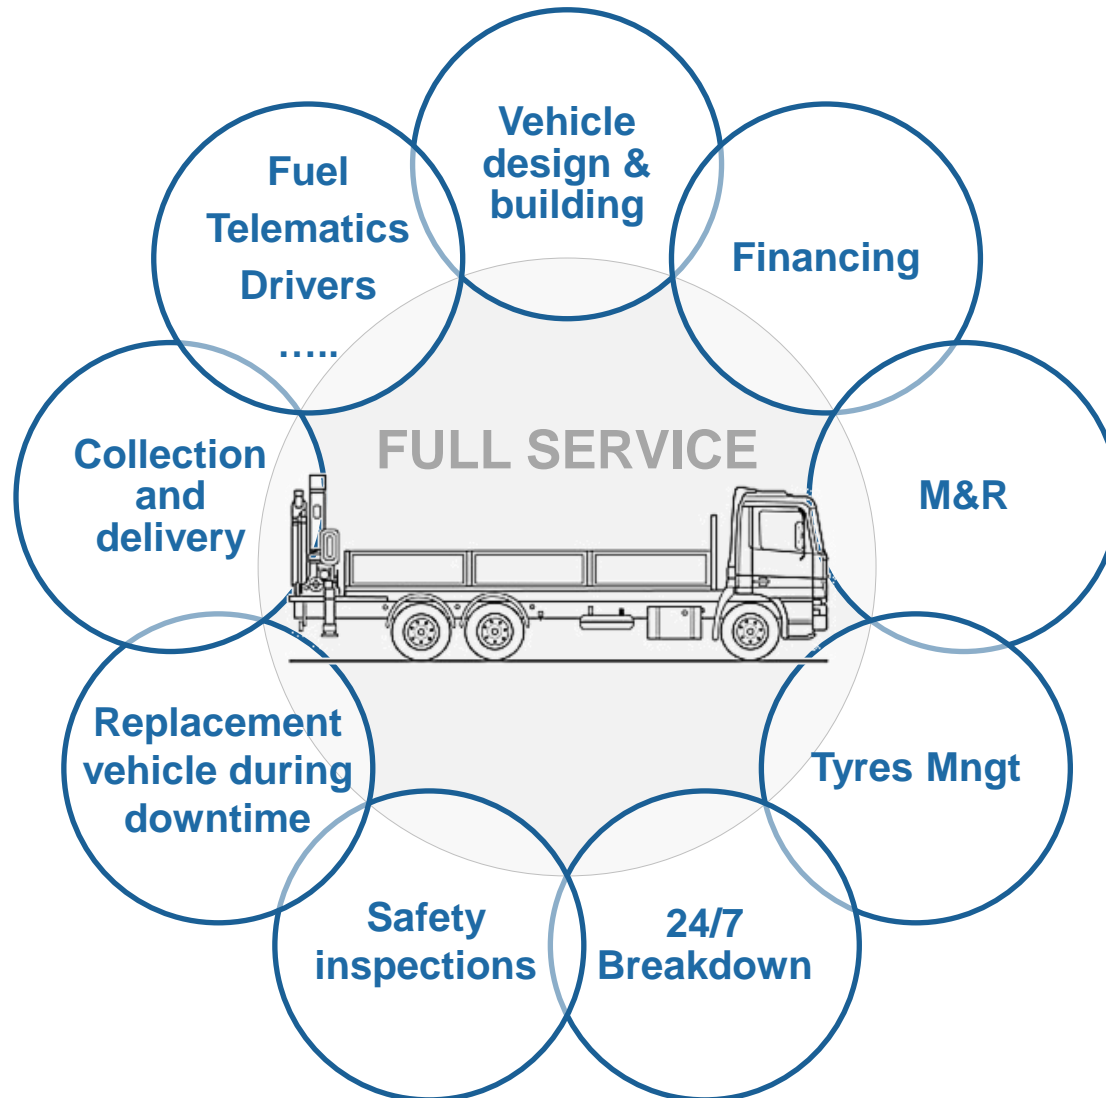 Vehicle
design &
building
Financing
M&R
Tyres Mngt
24/7
Breakdown
Safety
inspections
Replacement
vehicle during
downtime
Collection
and
delivery
Fuel
Telematics
Drivers
.....
FULL SERVICE